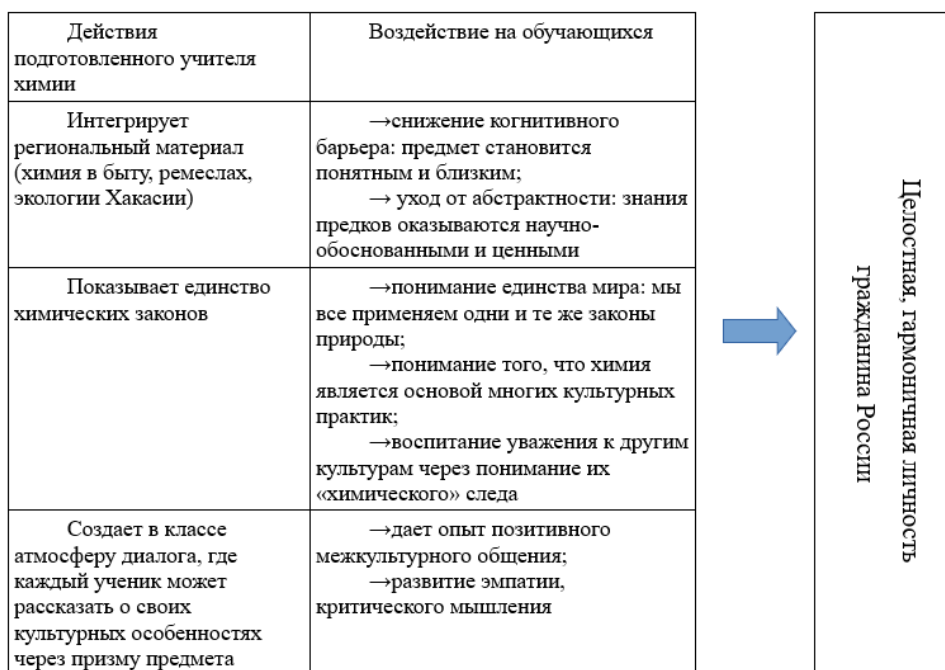 Действия
подготовленного учителя
химии
Воздействие на обучающихся
Интегрирует
региональный материал
(химия в быту, ремеслах,
экологии Хакасии)
→снижение когнитивного
барьера: предмет становится
понятным и близким;
→ уход от абстрактности: знания
предков оказываются научно-
обоснованными и ценными
Показывает единство
химических законов
→понимание единства мира: мы
все применяем одни и те же законы
природы;
→понимание того, что химия
является основой многих культурных
практик;
→воспитание уважения к другим
культурам через понимание их
«химического» следа
Создает в классе
атмосферу диалога, где
каждый ученик может
рассказать о своих
культурных особенностях
через призму предмета
→дает опыт позитивного
межкультурного общения;
→развитие эмпатии,
критического мышления
Целостная, гармоничная личность
гражданина России